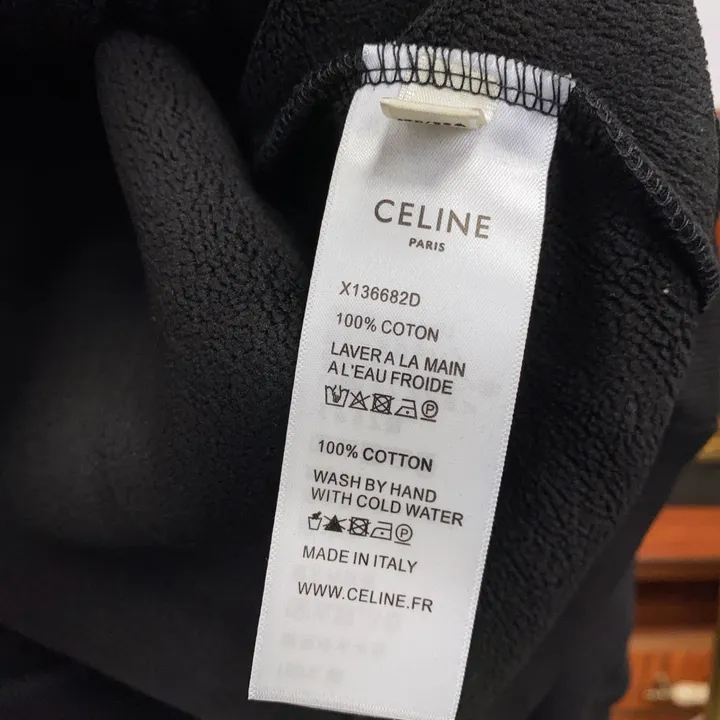 CELINE
PARIS
X136682D
100% COTON
LAVER A LA MAIN
A L'EAU FROIDE
P
100% COTTON
WASH BY HAND
WITH COLD WATER
P
MADE IN ITALY
WWW.CELINE.FR